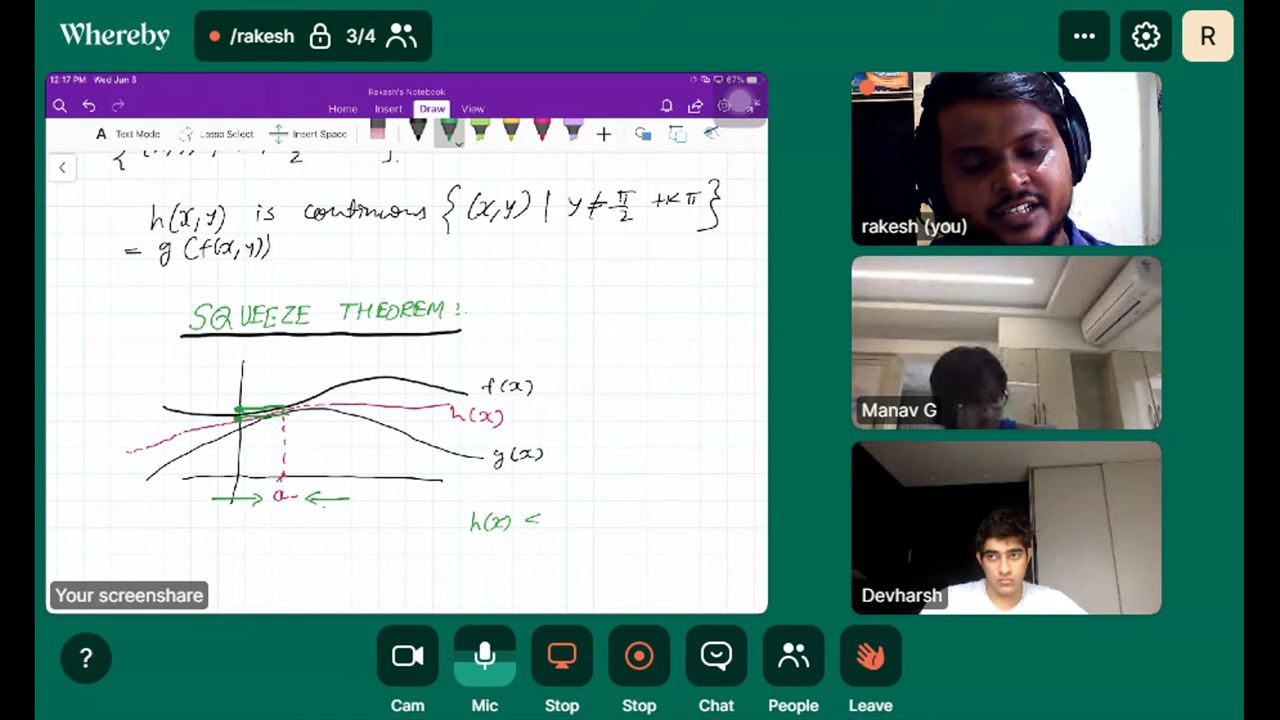 Whereby
/rakesh 3/4
R
12:17 PM Wed Jun 3
67%
Rakesh's Notebook
Home Insert Draw View
A Text Mode Lasso Select Insert Space
2
h(x,y) is continuous {(x,y) | y ≠ π/2 + kπ}
= g(f(x,y))
SQUEEZE THEOREM:
f(x)
h(x)
g(x)
a
h(x) <
Your screenshare
rakesh (you)
Manav G
Devharsh
?
Cam Mic Stop Stop Chat People Leave